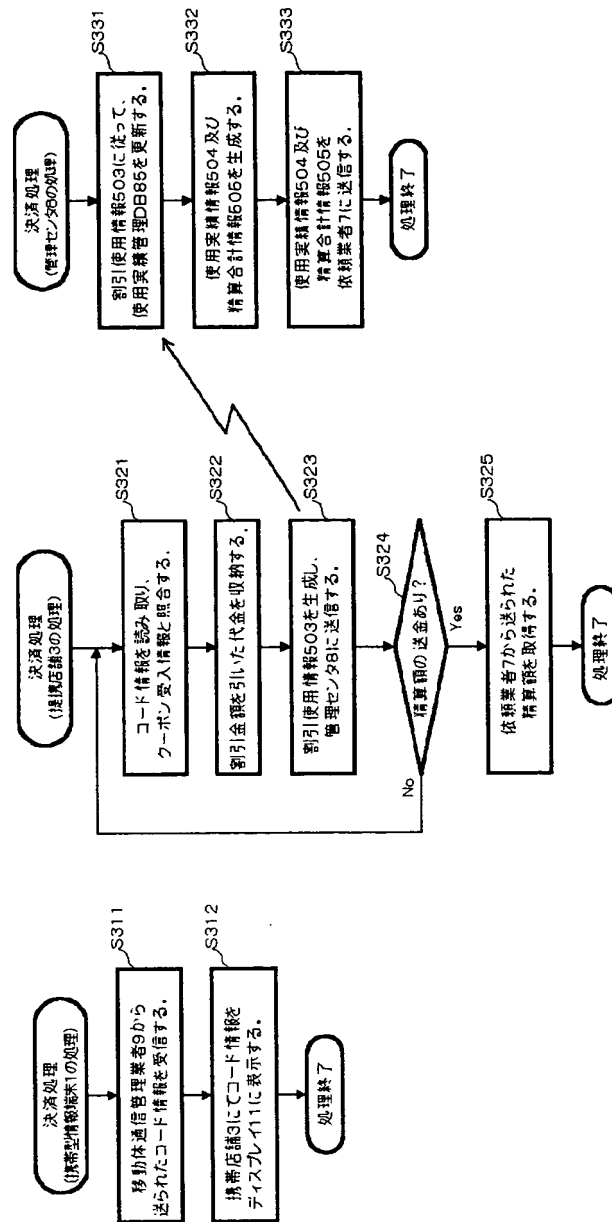 決済処理
(携帯型情報端末1の処理)
S311
移動体通信管理業者9から
送られたコード情報を受信する。
S312
携帯店舗3にてコード情報を
ディスプレイ11に表示する。
処理終了
決済処理
(提携店舗3の処理)
S321
コード情報を読み取り、
クーポン受入情報と照合する。
S322
割引金額を引いた代金を収納する。
S323
割引使用情報503を生成し、
管理センタ8に送信する。
S324
精算額の送金あり?
No
Yes
S325
依頼業者7から送られた
精算額を取得する。
処理終了
決済処理
(管理センタ8の処理)
S331
割引使用情報503に従って、
使用実績管理DB85を更新する。
S332
使用実績情報504及び
精算合計情報505を生成する。
S333
使用実績情報504及び
精算合計情報505を
依頼業者7に送信する。
処理終了